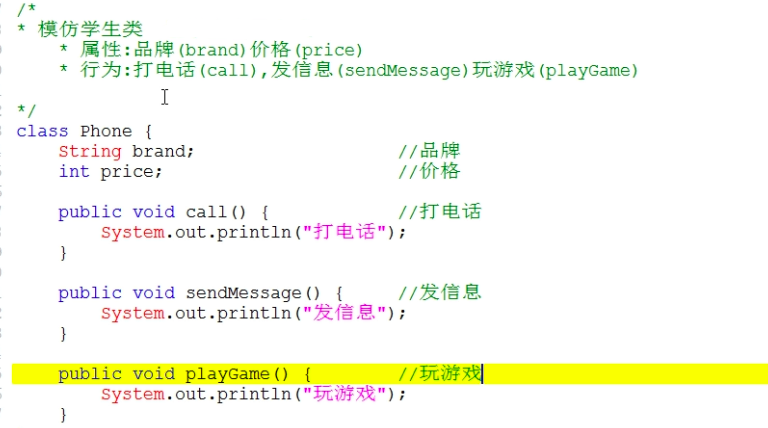 /*
* 模仿学生类
* 属性:品牌(brand)价格(price)
* 行为:打电话(call),发信息(sendMessage)玩游戏(playGame)
*/
class Phone {
String brand; //品牌
int price; //价格
public void call() { //打电话
System.out.println("打电话");
}
public void sendMessage() { //发信息
System.out.println("发信息");
}
public void playGame() { //玩游戏
System.out.println("玩游戏");
}